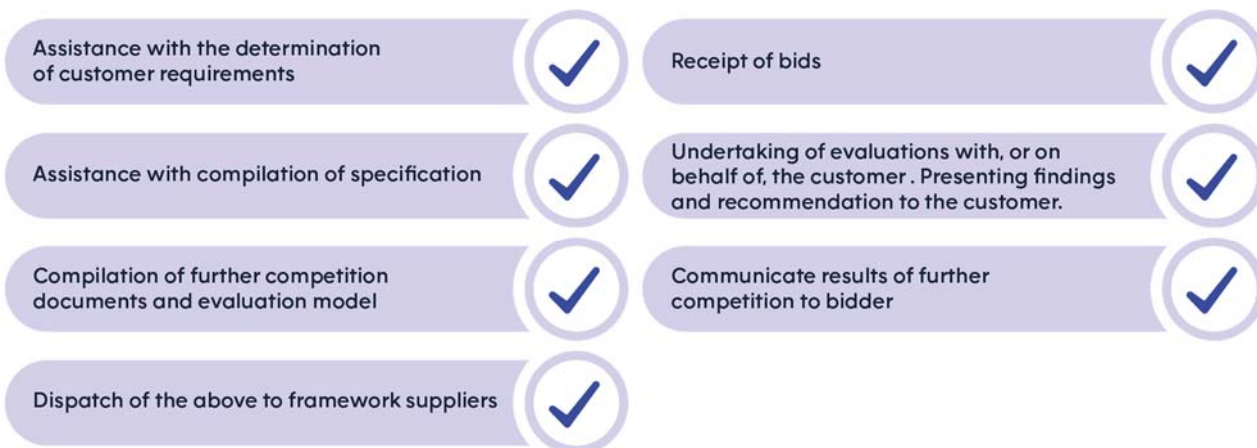 Assistance with the determination
of customer requirements
Assistance with compilation of specification
Compilation of further competition
documents and evaluation model
Dispatch of the above to framework suppliers
Receipt of bids
Undertaking of evaluations with, or on
behalf of, the customer . Presenting findings
and recommendation to the customer.
Communicate results of further
competition to bidder